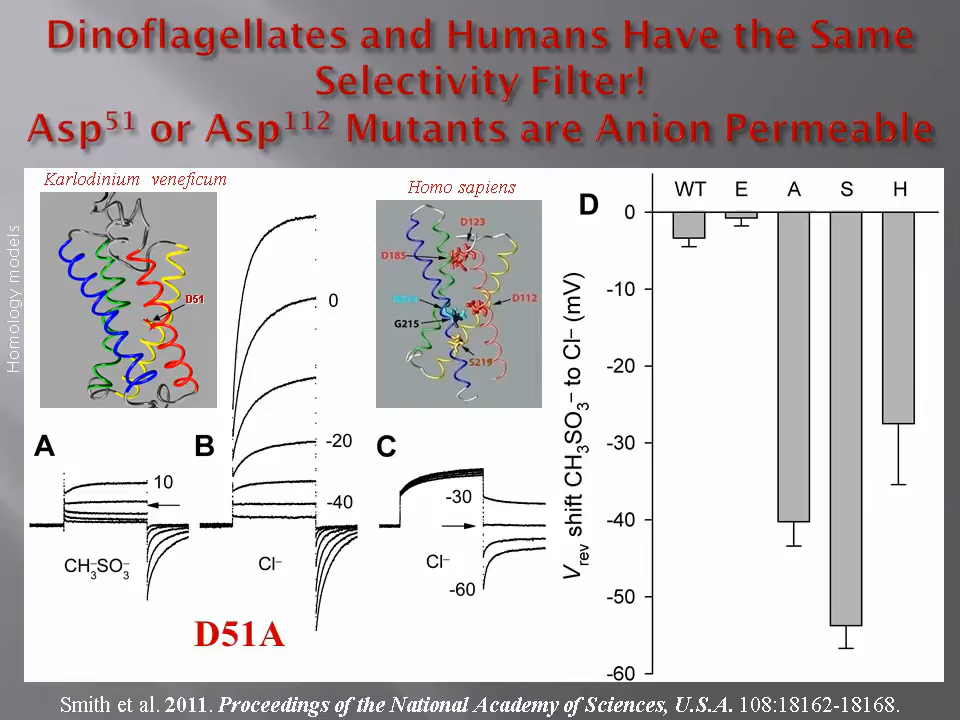 Dinoflagellates and Humans Have the Same
Selectivity Filter!
Asp⁵¹ or Asp¹¹² Mutants are Anion Permeable
Karlodinium veneficum
Homo sapiens
Homology models
D51
D123
D185
D112
G215
S219
A
CH₃SO₃⁻
10
B
0
-20
-40
Cl⁻
C
-30
Cl⁻
-60
D51A
D
WT E A S H
0
-10
-20
-30
-40
-50
-60
Vrev shift CH₃SO₃⁻ to Cl⁻ (mV)
Smith et al. 2011. Proceedings of the National Academy of Sciences, U.S.A. 108:18162-18168.